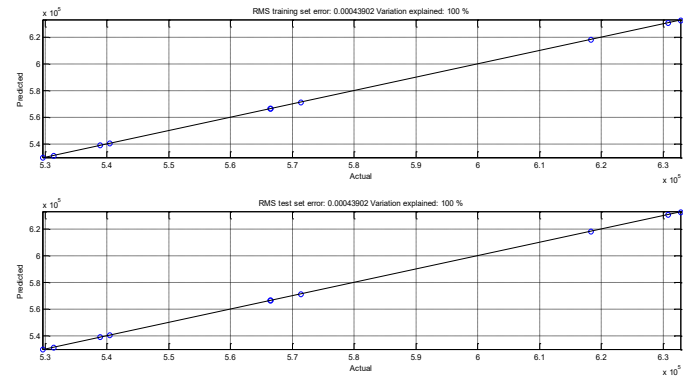 RMS training set error: 0.00043902 Variation explained: 100 %
x 10^5
6.2
6
5.8
5.6
5.4
Predicted
5.3 5.4 5.5 5.6 5.7 5.8 5.9 6 6.1 6.2 6.3
Actual
x 10^5
RMS test set error: 0.00043902 Variation explained: 100 %
x 10^5
6.2
6
5.8
5.6
5.4
Predicted
5.3 5.4 5.5 5.6 5.7 5.8 5.9 6 6.1 6.2 6.3
Actual
x 10^5